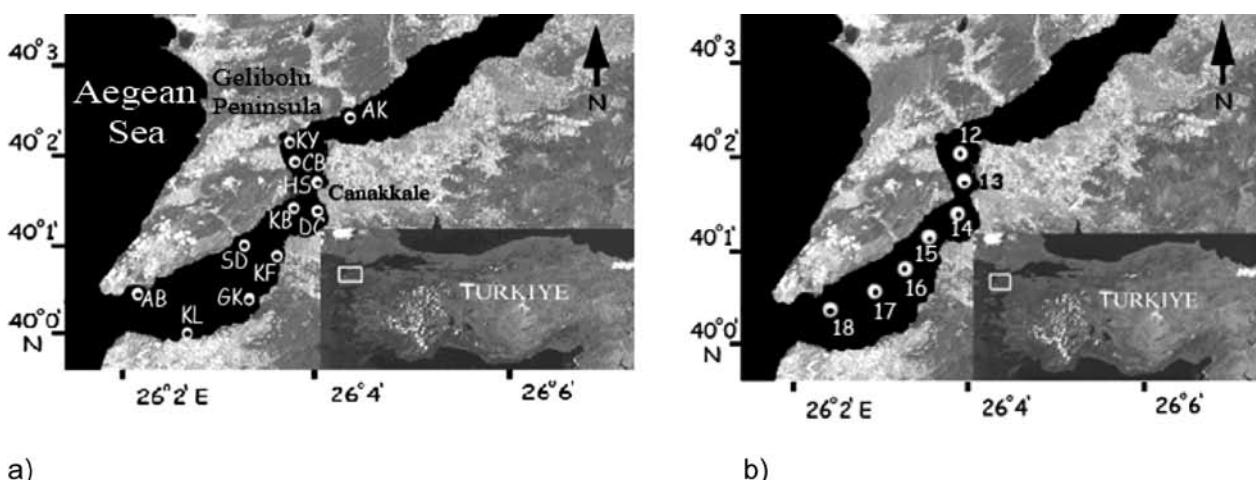 40°3
40°2'
40°1'
40°0'
N
Aegean
Sea
Gelibolu
Peninsula
N
AK
KY
CB
HS
Canakkale
KB
DC
SD
KF
AB
GK
KL
TURKIYE
26°2' E
26°4'
26°6'
a)
40°3
40°2'
40°1'
40°0'
N
N
12
13
14
15
16
17
18
TURKIYE
26°2' E
26°4'
26°6'
b)